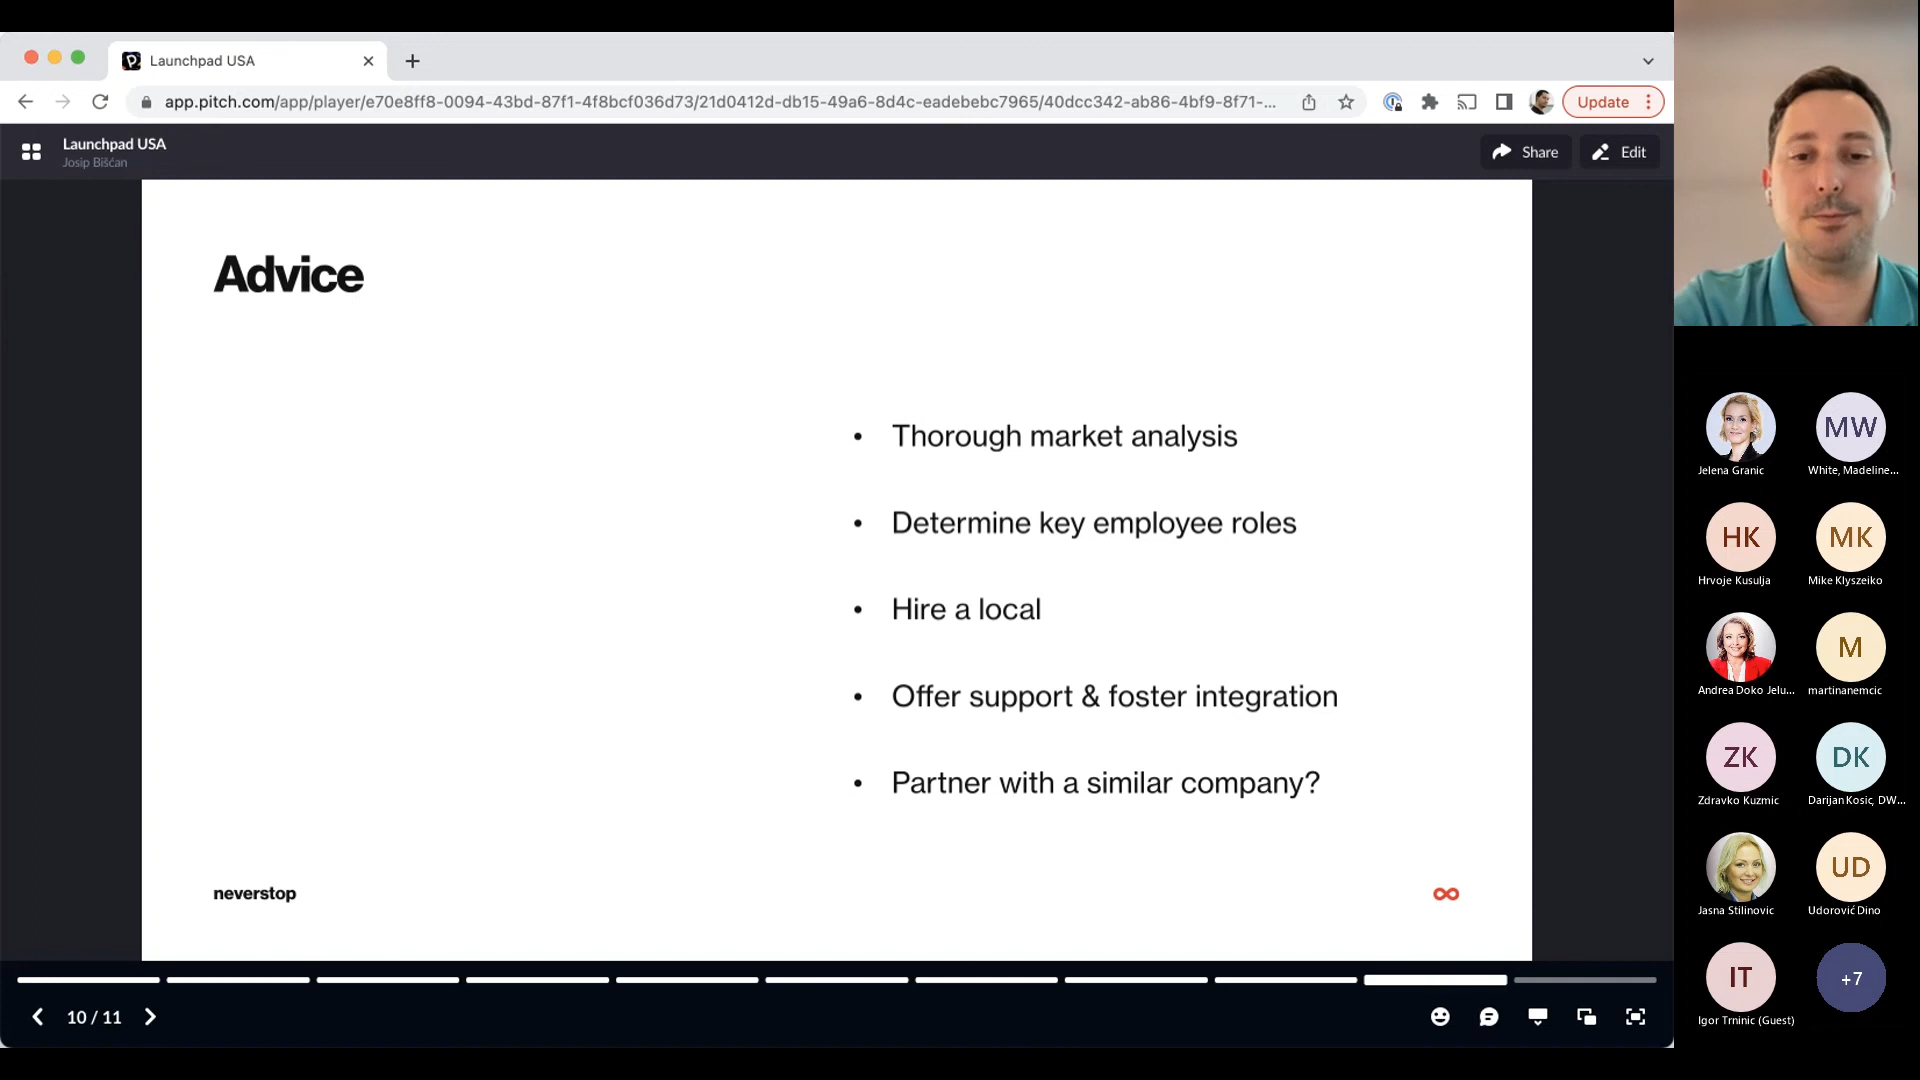 Launchpad USA
app.pitch.com/app/player/e70e8ff8-0094-43bd-87f1-4f8bcf036d73/21d0412d-db15-49a6-8d4c-eadebebc7965/40dcc342-ab86-4bf9-8f71-...
Update
Launchpad USA
Josip Bišćan
Share
Edit
Advice
• Thorough market analysis
• Determine key employee roles
• Hire a local
• Offer support & foster integration
• Partner with a similar company?
neverstop
10 / 11
Jelena Granic
MW
White, Madeline...
HK
Hrvoje Kusulja
MK
Mike Klyszeiko
Andrea Doko Jelu...
M
martinanemcic
ZK
Zdravko Kuzmic
DK
Darijan Kosic, DW...
Jasna Stilinovic
UD
Udorović Dino
IT
Igor Trninic (Guest)
+7